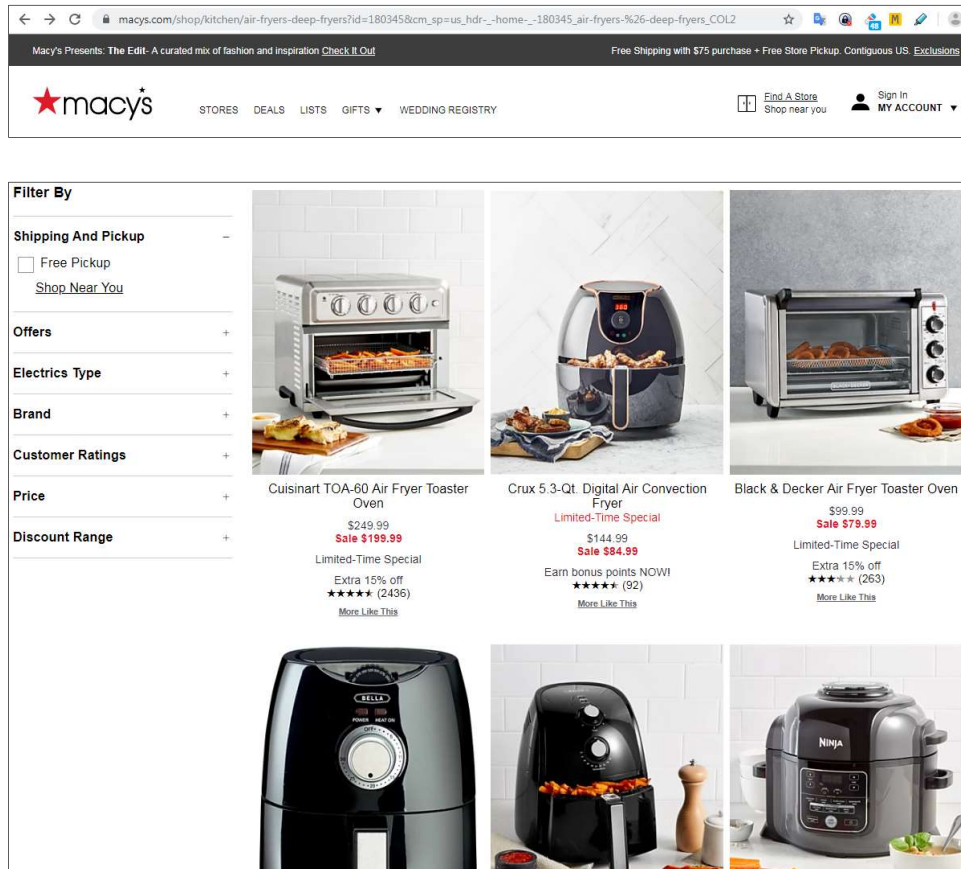 macys.com/shop/kitchen/air-fryers-deep-fryers?id=180345&cm_sp=us_hdr-_-home-_-180345_air-fryers-%26-deep-fryers_COL2
48
M
Macy's Presents: The Edit- A curated mix of fashion and inspiration Check It Out
Free Shipping with $75 purchase + Free Store Pickup. Contiguous US. Exclusions
macy's
STORES DEALS LISTS GIFTS ▼ WEDDING REGISTRY
Find A Store
Shop near you
Sign In
MY ACCOUNT ▼
Filter By
Shipping And Pickup –
Free Pickup
Shop Near You
Offers +
Electrics Type +
Brand +
Customer Ratings +
Price +
Discount Range +
Cuisinart TOA-60 Air Fryer Toaster
Oven
$249.99
Sale $199.99
Limited-Time Special
Extra 15% off
(2436)
More Like This
380
Crux 5.3-Qt. Digital Air Convection
Fryer
Limited-Time Special
$144.99
Sale $84.99
Earn bonus points NOW!
(92)
More Like This
BLACK+DECKER
Black & Decker Air Fryer Toaster Oven
$99.99
Sale $79.99
Limited-Time Special
Extra 15% off
(263)
More Like This
BELLA
POWER HEAT ON
NINJA